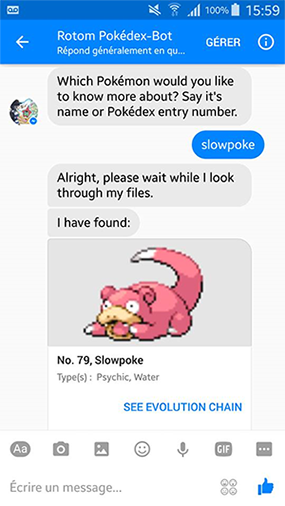 100% 15:59
Rotom Pokédex-Bot
Répond généralement en qu...
GÉRER
Which Pokémon would you like
to know more about? Say it's
name or Pokédex entry number.
slowpoke
Alright, please wait while I look
through my files.
I have found:
No. 79, Slowpoke
Type(s) : Psychic, Water
SEE EVOLUTION CHAIN
Aa
GIF
Écrire un message...